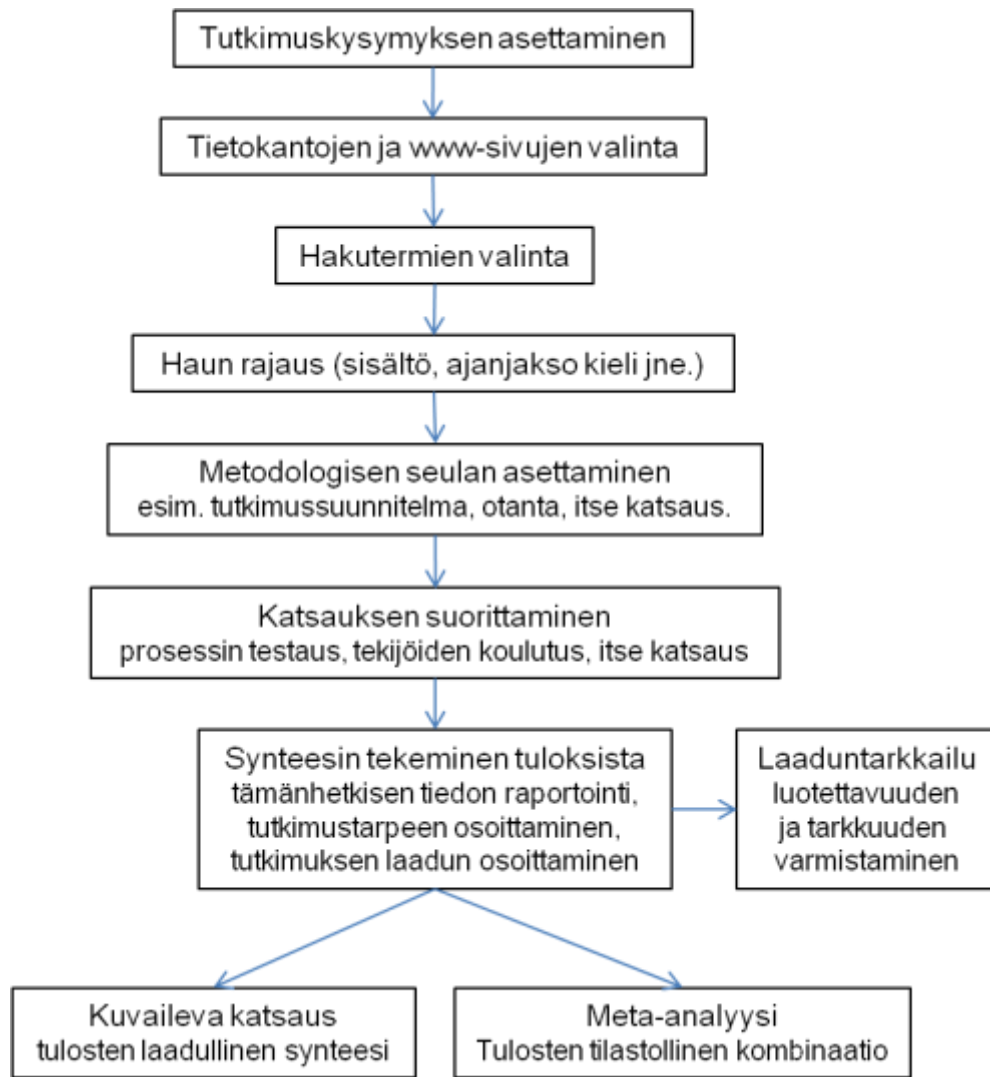 Tutkimuskysymyksen asettaminen
Tietokantojen ja www-sivujen valinta
Hakutermien valinta
Haun rajaus (sisältö, ajanjakso kieli jne.)
Metodologisen seulan asettaminen
esim. tutkimussuunnitelma, otanta, itse katsaus.
Katsauksen suorittaminen
prosessin testaus, tekijöiden koulutus, itse katsaus
Synteesin tekeminen tuloksista
tämänhetkisen tiedon raportointi,
tutkimustarpeen osoittaminen,
tutkimuksen laadun osoittaminen
Laaduntarkkailu
luotettavuuden
ja tarkkuuden
varmistaminen
Kuvaileva katsaus
tulosten laadullinen synteesi
Meta-analyysi
Tulosten tilastollinen kombinaatio